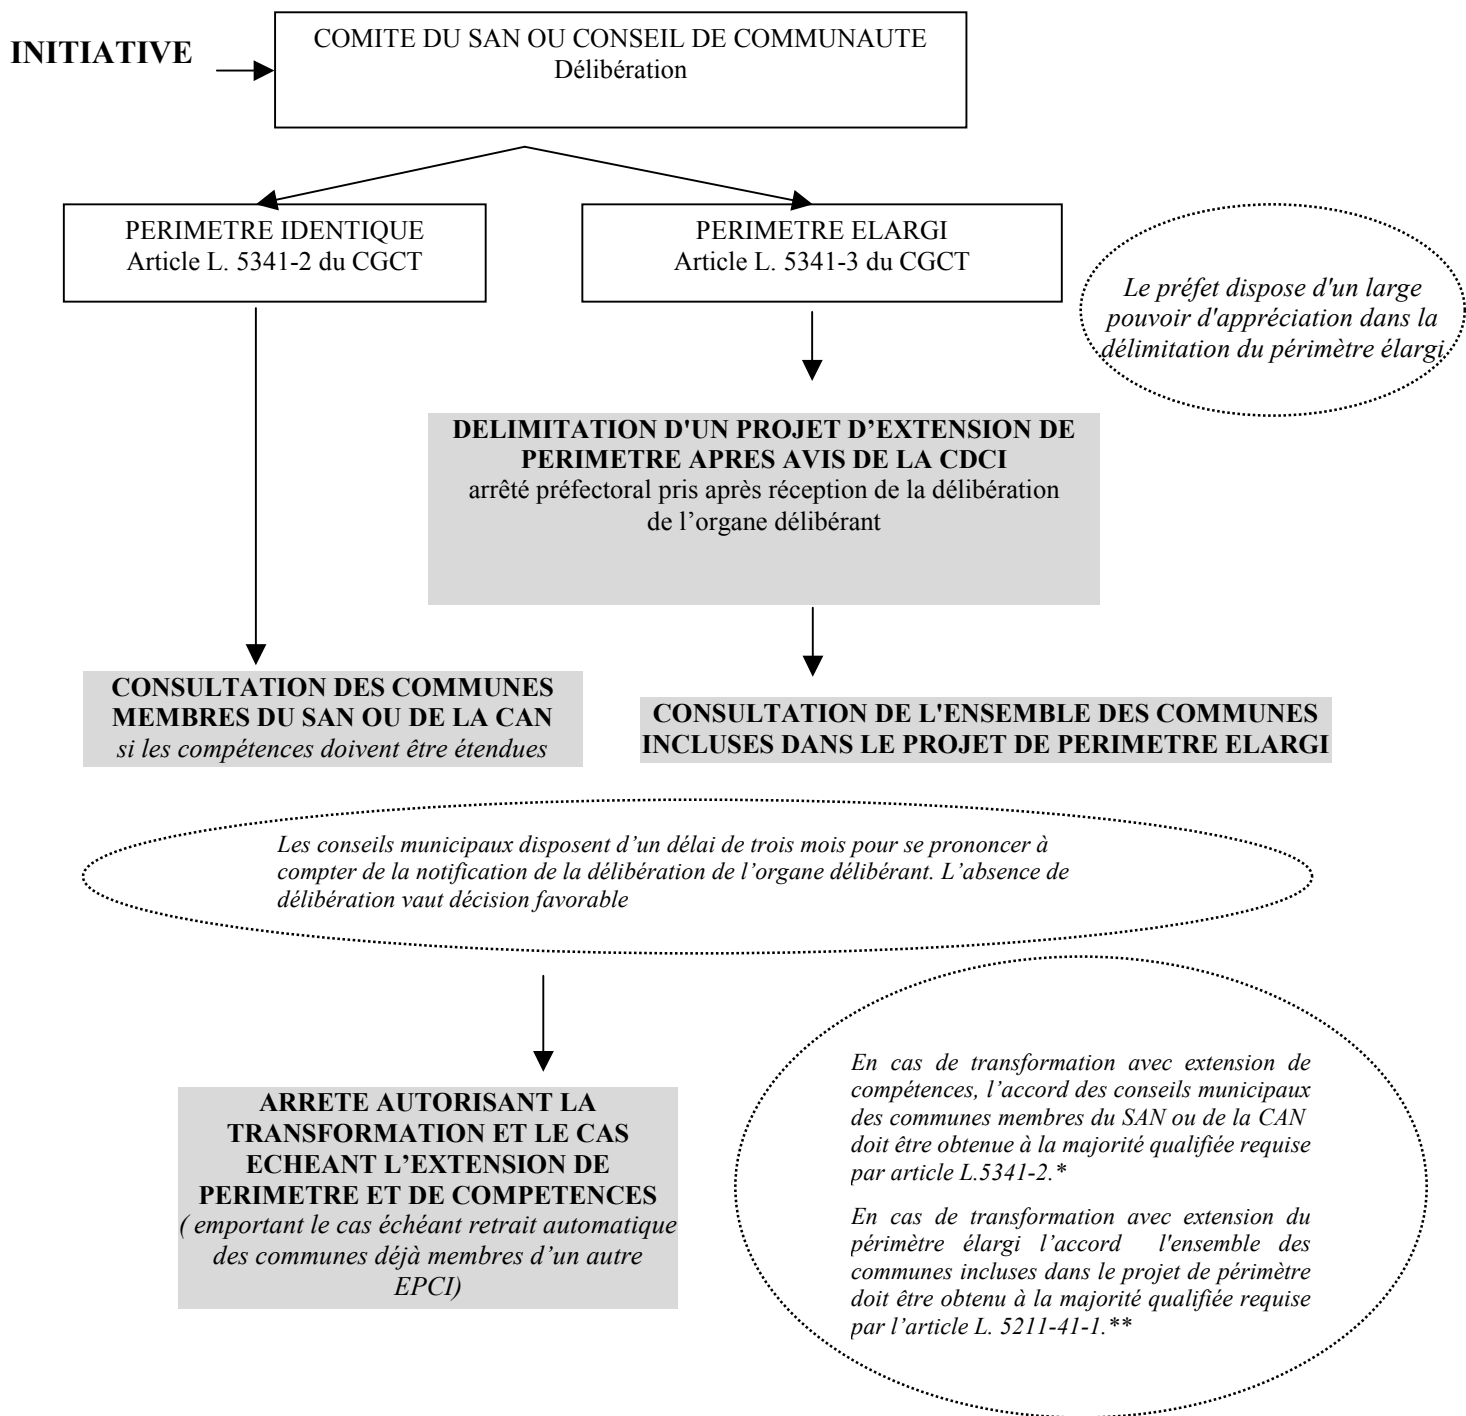 INITIATIVE
COMITE DU SAN OU CONSEIL DE COMMUNAUTE
Délibération
PERIMETRE IDENTIQUE
Article L. 5341-2 du CGCT
PERIMETRE ELARGI
Article L. 5341-3 du CGCT
Le préfet dispose d'un large
pouvoir d'appréciation dans la
délimitation du périmètre élargi.
DELIMITATION D'UN PROJET D’EXTENSION DE
PERIMETRE APRES AVIS DE LA CDCI
arrêté préfectoral pris après réception de la délibération
de l’organe délibérant
CONSULTATION DES COMMUNES
MEMBRES DU SAN OU DE LA CAN
si les compétences doivent être étendues
CONSULTATION DE L'ENSEMBLE DES COMMUNES
INCLUSES DANS LE PROJET DE PERIMETRE ELARGI
Les conseils municipaux disposent d’un délai de trois mois pour se prononcer à
compter de la notification de la délibération de l’organe délibérant. L’absence de
délibération vaut décision favorable
ARRETE AUTORISANT LA
TRANSFORMATION ET LE CAS
ECHEANT L’EXTENSION DE
PERIMETRE ET DE COMPETENCES
( emportant le cas échéant retrait automatique
des communes déjà membres d’un autre
EPCI)
En cas de transformation avec extension de
compétences, l’accord des conseils municipaux
des communes membres du SAN ou de la CAN
doit être obtenue à la majorité qualifiée requise
par article L.5341-2.*
En cas de transformation avec extension du
périmètre élargi l’accord l'ensemble des
communes incluses dans le projet de périmètre
doit être obtenu à la majorité qualifiée requise
par l’article L. 5211-41-1.**